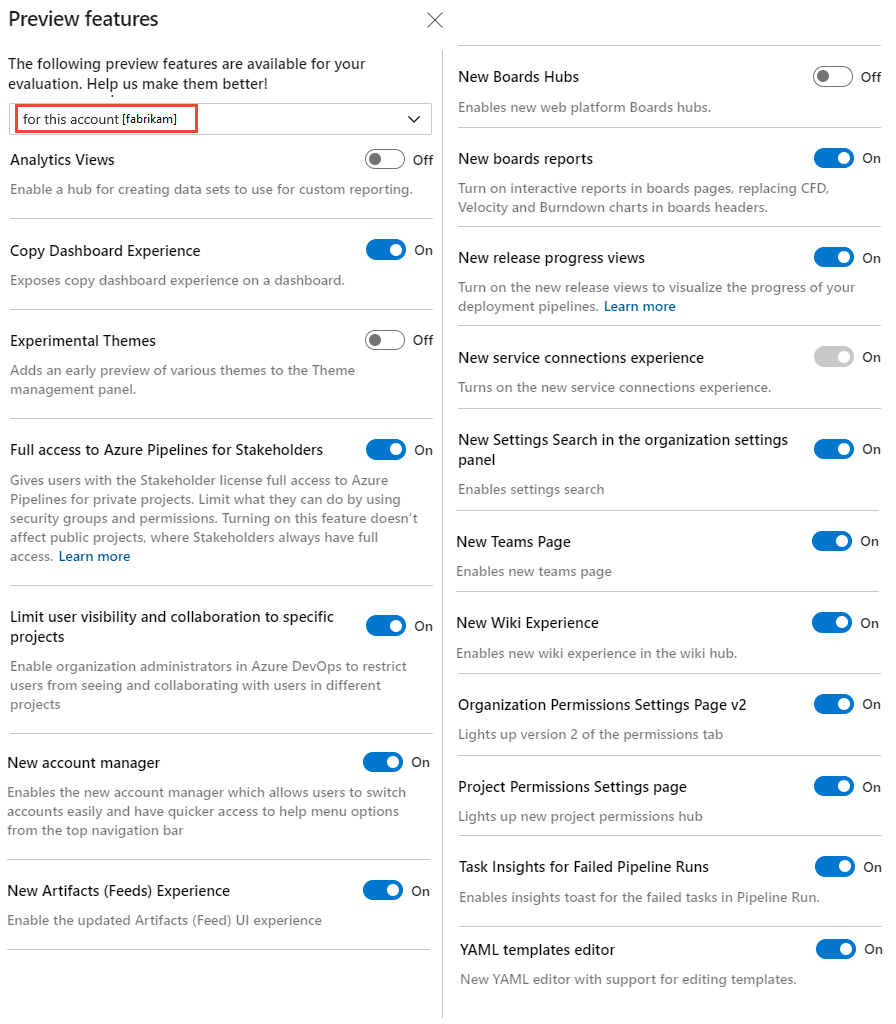 Preview features
The following preview features are available for your
evaluation. Help us make them better!
for this account [fabrikam]
Analytics Views
Off
Enable a hub for creating data sets to use for custom reporting.
Copy Dashboard Experience
On
Exposes copy dashboard experience on a dashboard.
Experimental Themes
Off
Adds an early preview of various themes to the Theme
management panel.
Full access to Azure Pipelines for Stakeholders
On
Gives users with the Stakeholder license full access to Azure
Pipelines for private projects. Limit what they can do by using
security groups and permissions. Turning on this feature doesn't
affect public projects, where Stakeholders always have full
access. Learn more
Limit user visibility and collaboration to specific
projects
On
Enable organization administrators in Azure DevOps to restrict
users from seeing and collaborating with users in different
projects
New account manager
On
Enables the new account manager which allows users to switch
accounts easily and have quicker access to help menu options
from the top navigation bar
New Artifacts (Feeds) Experience
On
Enable the updated Artifacts (Feed) UI experience
New Boards Hubs
Off
Enables new web platform Boards hubs.
New boards reports
On
Turn on interactive reports in boards pages, replacing CFD,
Velocity and Burndown charts in boards headers.
New release progress views
On
Turn on the new release views to visualize the progress of your
deployment pipelines. Learn more
New service connections experience
On
Turns on the new service connections experience.
New Settings Search in the organization settings
panel
On
Enables settings search
New Teams Page
On
Enables new teams page
New Wiki Experience
On
Enables new wiki experience in the wiki hub.
Organization Permissions Settings Page v2
On
Lights up version 2 of the permissions tab
Project Permissions Settings page
On
Lights up new project permissions hub
Task Insights for Failed Pipeline Runs
On
Enables insights toast for the failed tasks in Pipeline Run.
YAML templates editor
On
New YAML editor with support for editing templates.